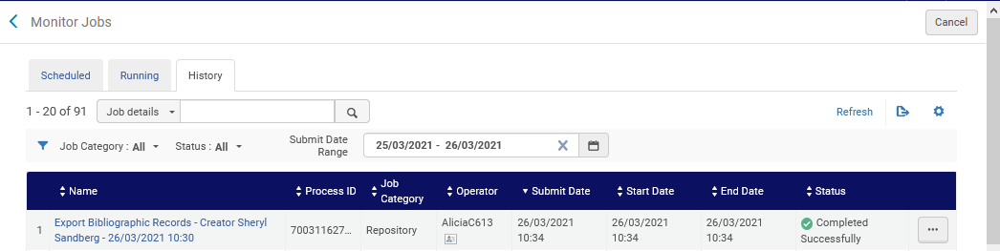 Monitor Jobs
Cancel
Scheduled Running History
1 - 20 of 91 Job details
Refresh
Job Category : All Status : All Submit Date Range 25/03/2021 - 26/03/2021
Name Process ID Job Category Operator Submit Date Start Date End Date Status
1 Export Bibliographic Records - Creator Sheryl Sandberg - 26/03/2021 10:30 700311627... Repository AliciaC613 26/03/2021 10:34 26/03/2021 10:34 26/03/2021 10:34 Completed Successfully ...